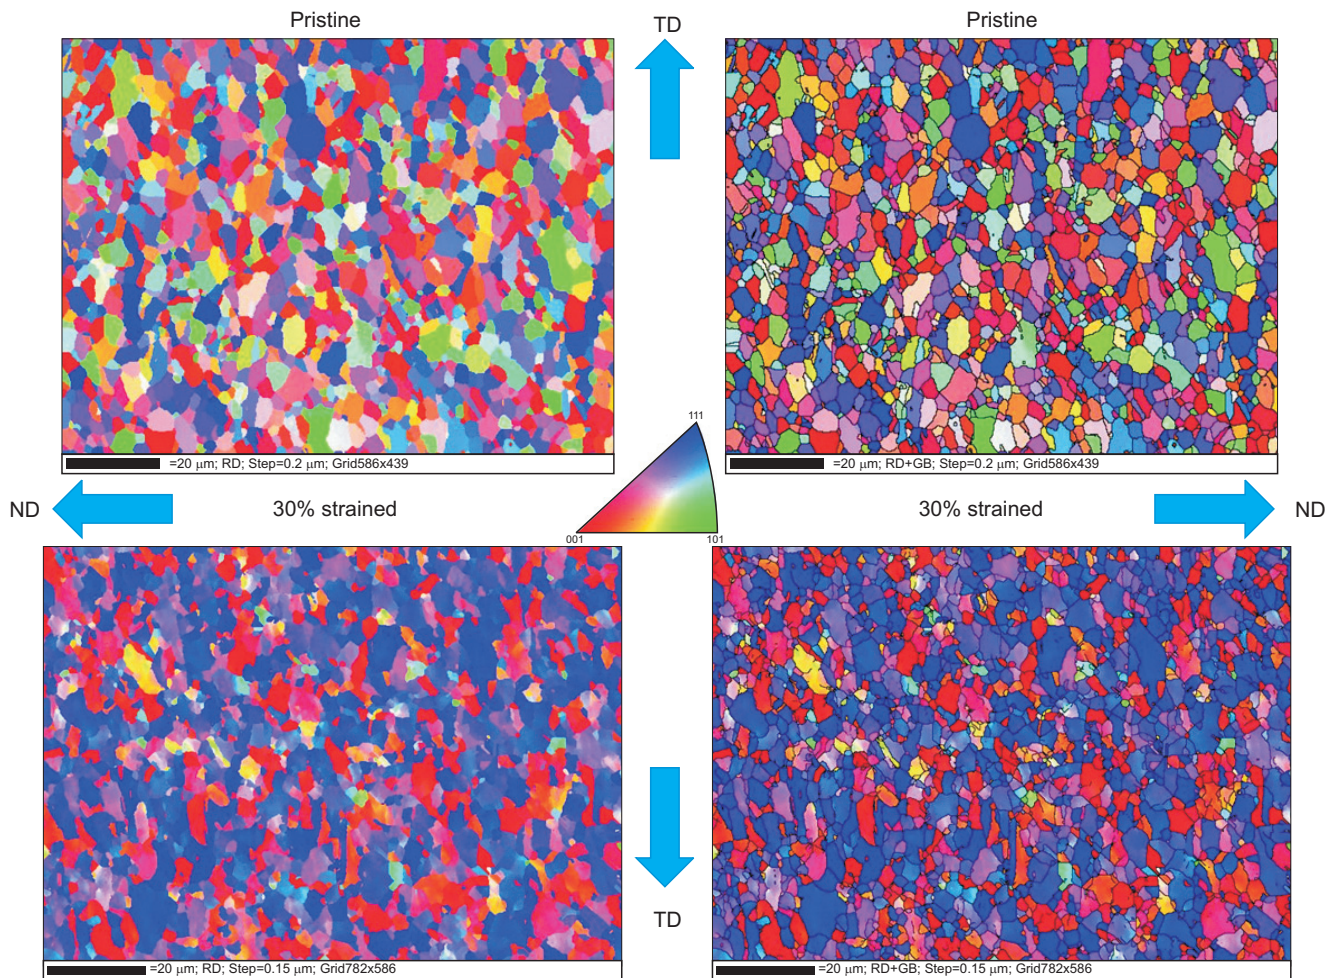 Pristine
TD
Pristine
=20 μm; RD; Step=0.2 μm; Grid586x439
111
=20 μm; RD+GB; Step=0.2 μm; Grid586x439
ND
30% strained
001
101
30% strained
ND
TD
=20 μm; RD; Step=0.15 μm; Grid782x586
=20 μm; RD+GB; Step=0.15 μm; Grid782x586